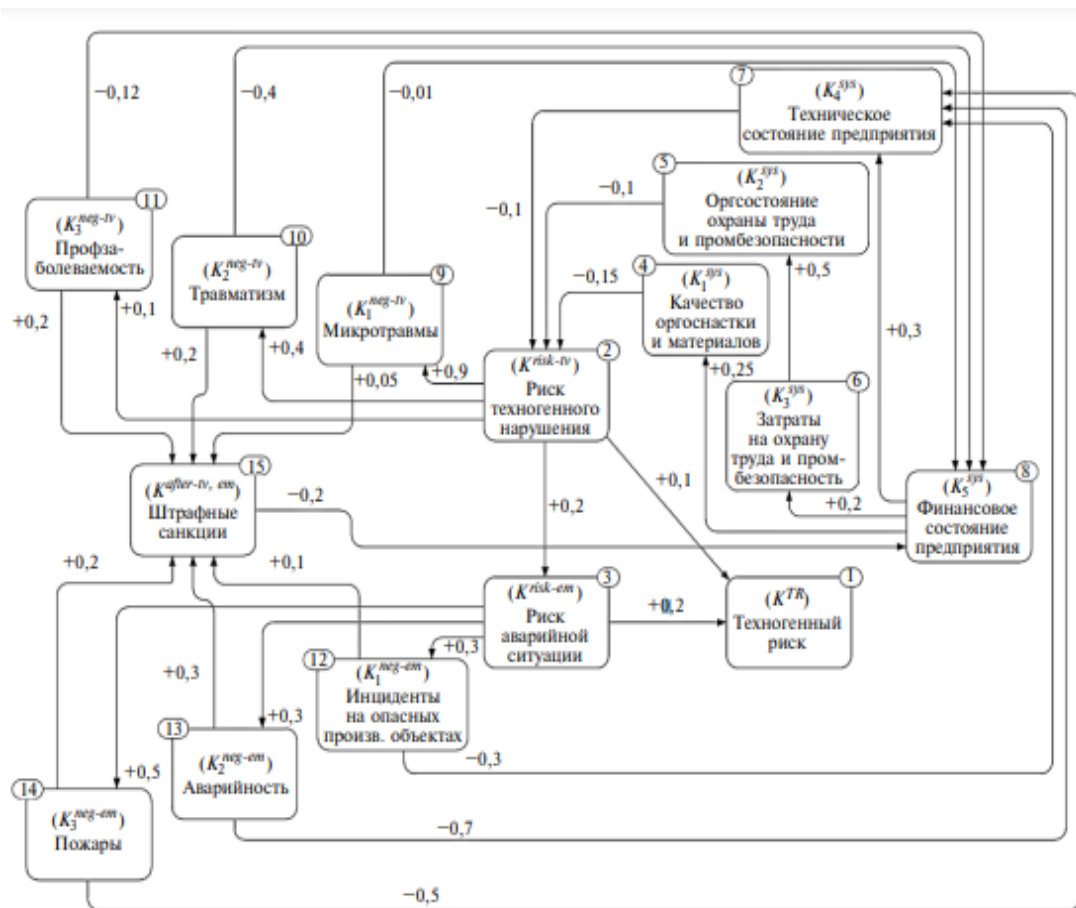 −0,12
−0,4
−0,01
7
(K₄ˢʸˢ)
Техническое
состояние предприятия
5
(K₂ˢʸˢ)
Оргсостояние
охраны труда
и промбезопасности
−0,1
−0,1
11
(K₃ⁿᵉᵍ⁻ᵗᵛ)
Профза-
болеваемость
10
(K₂ⁿᵉᵍ⁻ᵗᵛ)
Травматизм
9
(K₁ⁿᵉᵍ⁻ᵗᵛ)
Микротравмы
4
(K₁ˢʸˢ)
Качество
оргоснастки
и материалов
−0,15
+0,5
+0,3
+0,2
+0,1
+0,2
+0,4
+0,05
+0,9
2
(Kʳⁱˢᵏ⁻ᵗᵛ)
Риск
техногенного
нарушения
+0,25
6
(K₃ˢʸˢ)
Затраты
на охрану
труда и пром-
безопасность
15
(Kᵃᶠᵗᵉʳ⁻ᵗᵛ, ᵉᵐ)
Штрафные
санкции
−0,2
+0,2
+0,1
+0,2
8
(K₅ˢʸˢ)
Финансовое
состояние
предприятия
+0,2
+0,1
3
(Kʳⁱˢᵏ⁻ᵉᵐ)
Риск
аварийной
ситуации
+0,2
1
(Kᵀᴿ)
Техногенный
риск
+0,3
+0,3
12
(K₁ⁿᵉᵍ⁻ᵉᵐ)
Инциденты
на опасных
произв. объектах
+0,3
−0,3
13
(K₂ⁿᵉᵍ⁻ᵉᵐ)
Аварийность
+0,5
−0,7
14
(K₃ⁿᵉᵍ⁻ᵉᵐ)
Пожары
−0,5